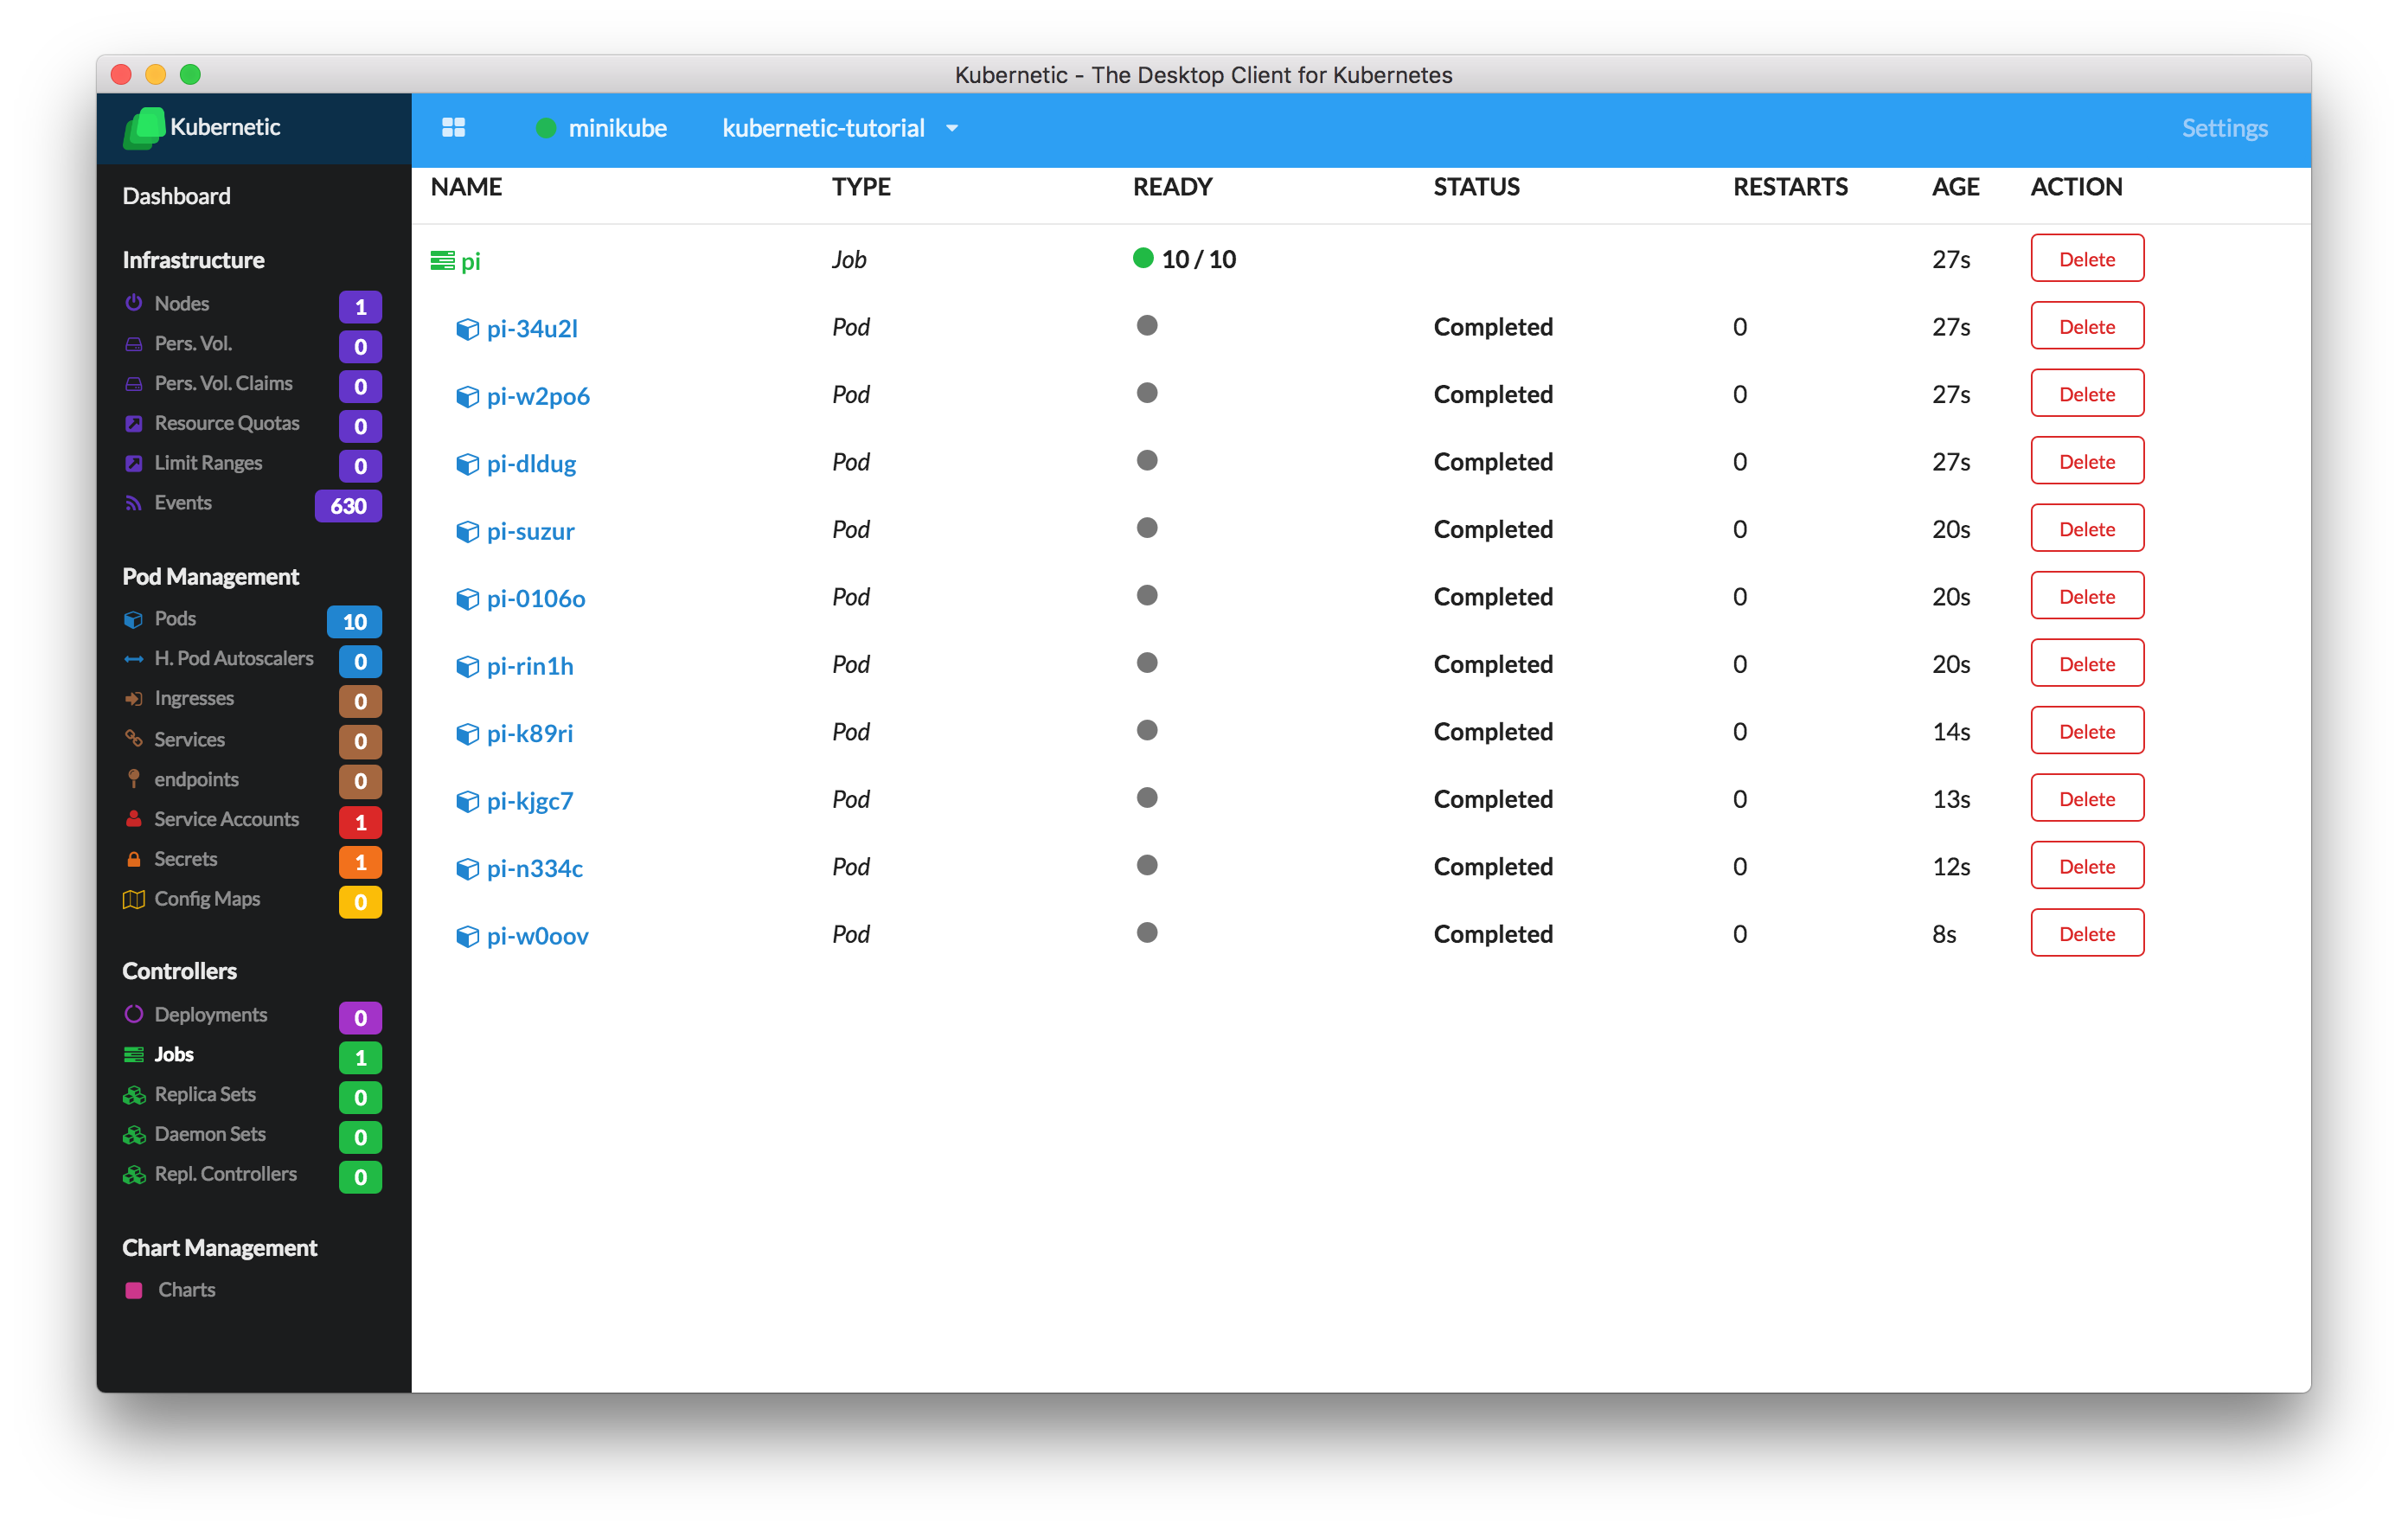 Kubernetic - The Desktop Client for Kubernetes
Kubernetic
minikube kubernetic-tutorial Settings
Dashboard
Infrastructure
Nodes 1
Pers. Vol. 0
Pers. Vol. Claims 0
Resource Quotas 0
Limit Ranges 0
Events 630
Pod Management
Pods 10
H. Pod Autoscalers 0
Ingresses 0
Services 0
endpoints 0
Service Accounts 1
Secrets 1
Config Maps 0
Controllers
Deployments 0
Jobs 1
Replica Sets 0
Daemon Sets 0
Repl. Controllers 0
Chart Management
Charts
NAME TYPE READY STATUS RESTARTS AGE ACTION
pi Job 10 / 10 27s Delete
pi-34u2l Pod Completed 0 27s Delete
pi-w2po6 Pod Completed 0 27s Delete
pi-dldug Pod Completed 0 27s Delete
pi-suzur Pod Completed 0 20s Delete
pi-0106o Pod Completed 0 20s Delete
pi-rin1h Pod Completed 0 20s Delete
pi-k89ri Pod Completed 0 14s Delete
pi-kjgc7 Pod Completed 0 13s Delete
pi-n334c Pod Completed 0 12s Delete
pi-w0oov Pod Completed 0 8s Delete